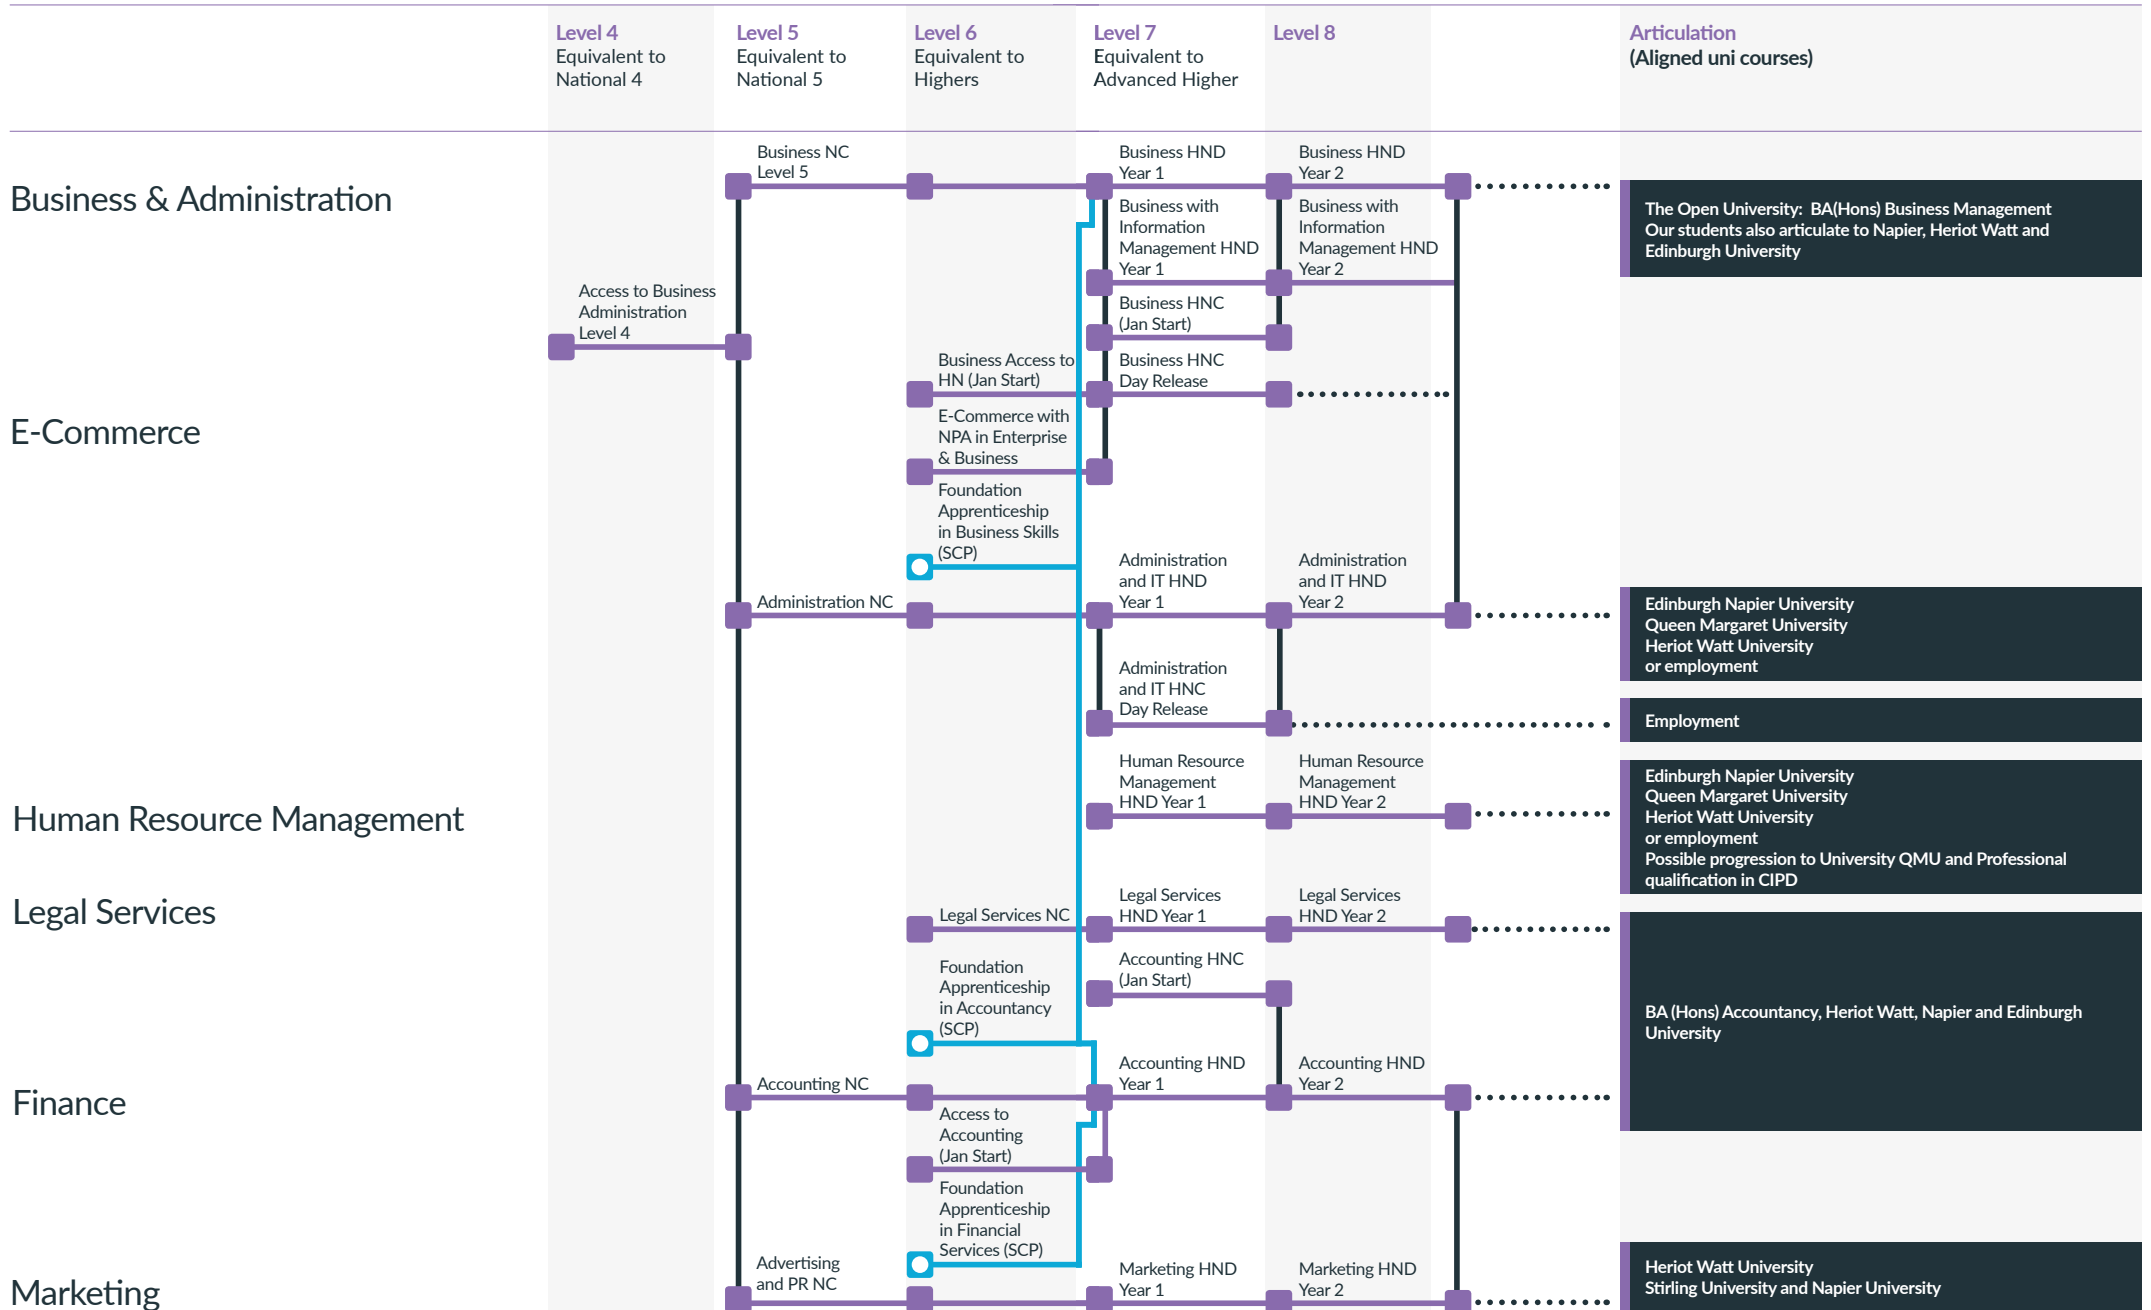 Level 4
Equivalent to
National 4
Level 5
Equivalent to
National 5
Level 6
Equivalent to
Highers
Level 7
Equivalent to
Advanced Higher
Level 8
Articulation
(Aligned uni courses)
Business & Administration
Business NC
Level 5
Business HND
Year 1
Business HND
Year 2
The Open University:  BA(Hons) Business Management
Our students also articulate to Napier, Heriot Watt and
Edinburgh University
Business with
Information
Management HND
Year 1
Business with
Information
Management HND
Year 2
Access to Business
Administration
Level 4
Business HNC
(Jan Start)
Business Access to
HN (Jan Start)
Business HNC
Day Release
E-Commerce
E-Commerce with
NPA in Enterprise
& Business
Foundation
Apprenticeship
in Business Skills
(SCP)
Administration NC
Administration
and IT HND
Year 1
Administration
and IT HND
Year 2
Edinburgh Napier University
Queen Margaret University
Heriot Watt University
or employment
Administration
and IT HNC
Day Release
Employment
Human Resource Management
Human Resource
Management
HND Year 1
Human Resource
Management
HND Year 2
Edinburgh Napier University
Queen Margaret University
Heriot Watt University
or employment
Possible progression to University QMU and Professional
qualification in CIPD
Legal Services
Legal Services NC
Legal Services
HND Year 1
Legal Services
HND Year 2
Accounting HNC
(Jan Start)
BA (Hons) Accountancy, Heriot Watt, Napier and Edinburgh
University
Foundation
Apprenticeship
in Accountancy
(SCP)
Finance
Accounting NC
Accounting HND
Year 1
Accounting HND
Year 2
Access to
Accounting
(Jan Start)
Foundation
Apprenticeship
in Financial
Services (SCP)
Marketing
Advertising
and PR NC
Marketing HND
Year 1
Marketing HND
Year 2
Heriot Watt University
Stirling University and Napier University